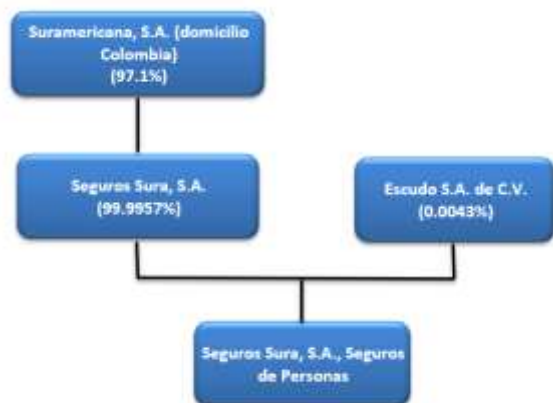 Suramericana, S.A. (domicilio
Colombia)
(97.1%)
Seguros Sura, S.A.
(99.9957%)
Escudo S.A. de C.V.
(0.0043%)
Seguros Sura, S.A., Seguros
de Personas